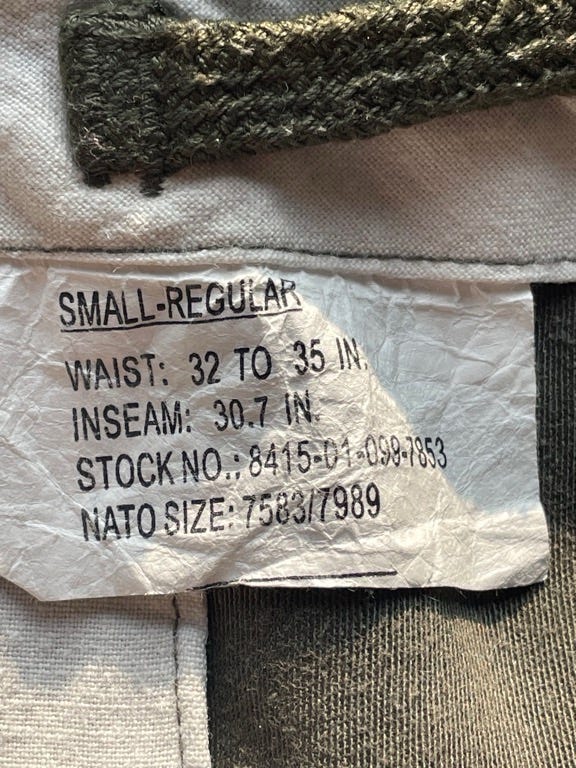 SMALL-REGULAR
WAIST: 32 TO 35 IN.
INSEAM: 30.7 IN.
STOCK NO.: 8415-01-099-7853
NATO SIZE: 7583/7989